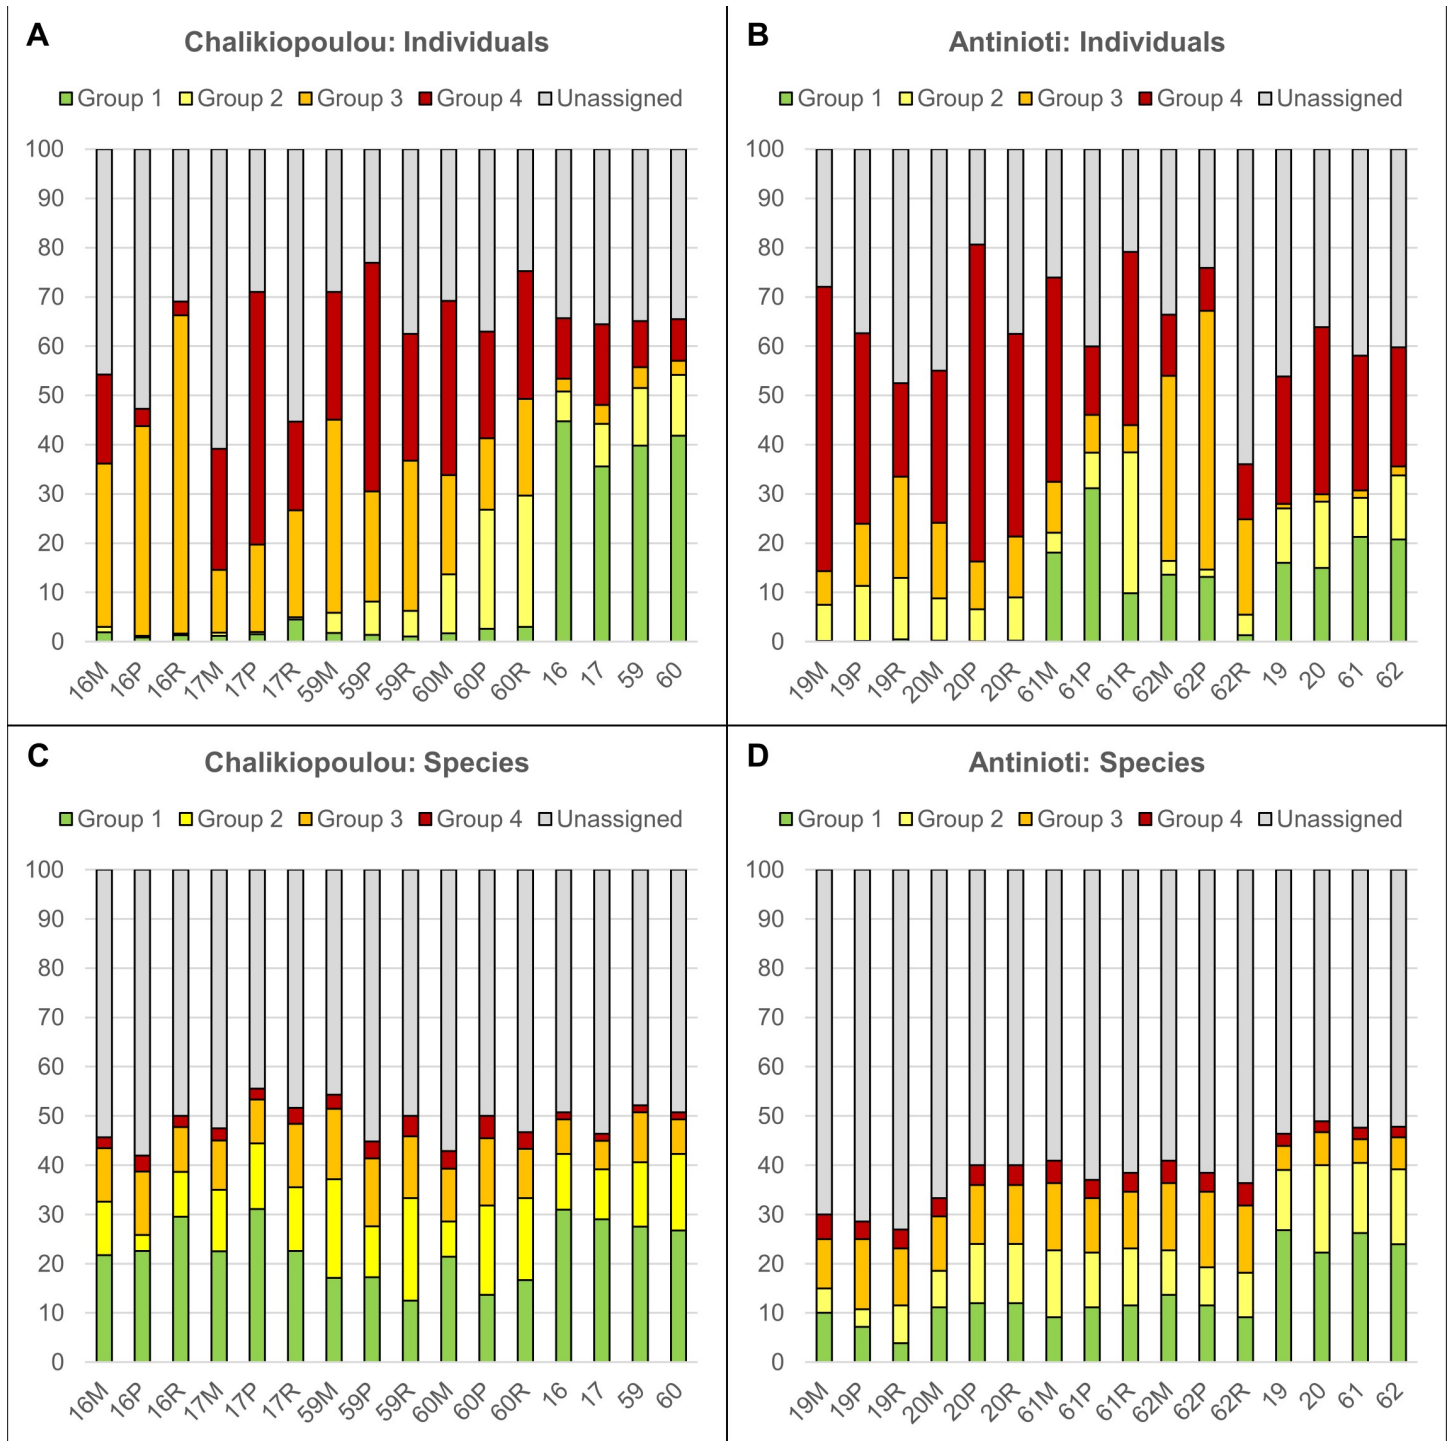 A
Chalikiopoulou: Individuals
Group 1 Group 2 Group 3 Group 4 Unassigned
100
90
80
70
60
50
40
30
20
10
0
16M 16P 16R 17M 17P 17R 59M 59P 59R 60M 60P 60R 16 17 59 60
B
Antinioti: Individuals
Group 1 Group 2 Group 3 Group 4 Unassigned
100
90
80
70
60
50
40
30
20
10
0
19M 19P 19R 20M 20P 20R 61M 61P 61R 62M 62P 62R 19 20 61 62
C
Chalikiopoulou: Species
Group 1 Group 2 Group 3 Group 4 Unassigned
100
90
80
70
60
50
40
30
20
10
0
16M 16P 16R 17M 17P 17R 59M 59P 59R 60M 60P 60R 16 17 59 60
D
Antinioti: Species
Group 1 Group 2 Group 3 Group 4 Unassigned
100
90
80
70
60
50
40
30
20
10
0
19M 19P 19R 20M 20P 20R 61M 61P 61R 62M 62P 62R 19 20 61 62